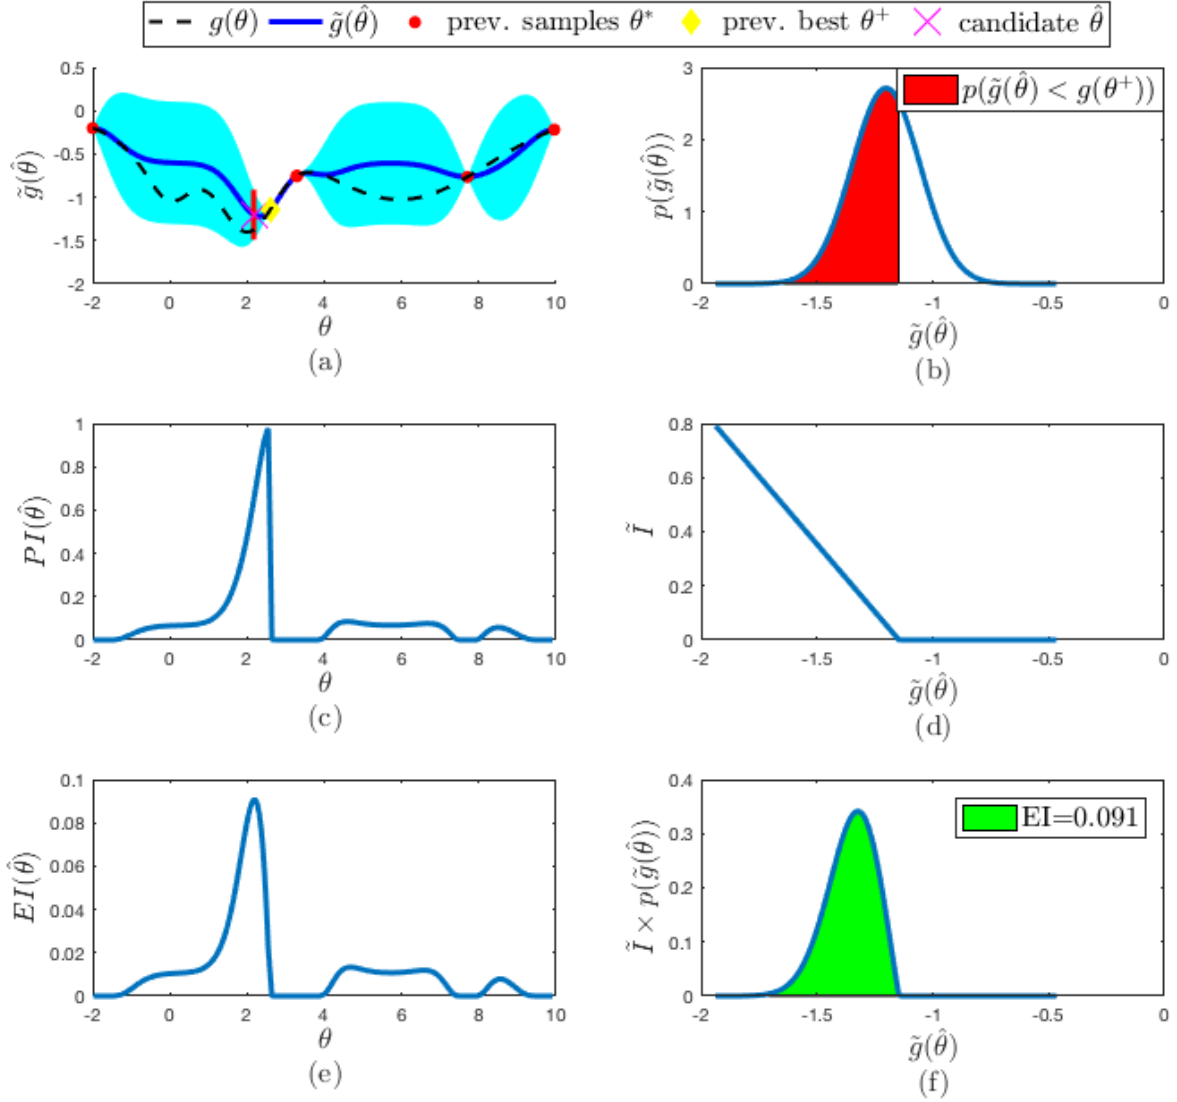 g(θ) g̃(θ̂) prev. samples θ* prev. best θ⁺ candidate θ̂
0.5
0
-0.5
-1
-1.5
-2
g̃(θ̂)
-2 0 2 4 6 8 10
θ
(a)
3
2
1
0
p(g̃(θ̂))
p(g̃(θ̂) < g(θ⁺))
-2 -1.5 -1 -0.5 0
g̃(θ̂)
(b)
1
0.8
0.6
0.4
0.2
0
PI(θ̂)
-2 0 2 4 6 8 10
θ
(c)
0.8
0.6
0.4
0.2
0
Ĩ
-2 -1.5 -1 -0.5 0
g̃(θ̂)
(d)
0.1
0.08
0.06
0.04
0.02
0
EI(θ̂)
-2 0 2 4 6 8 10
θ
(e)
0.4
0.3
0.2
0.1
0
Ĩ × p(g̃(θ̂))
EI=0.091
-2 -1.5 -1 -0.5 0
g̃(θ̂)
(f)